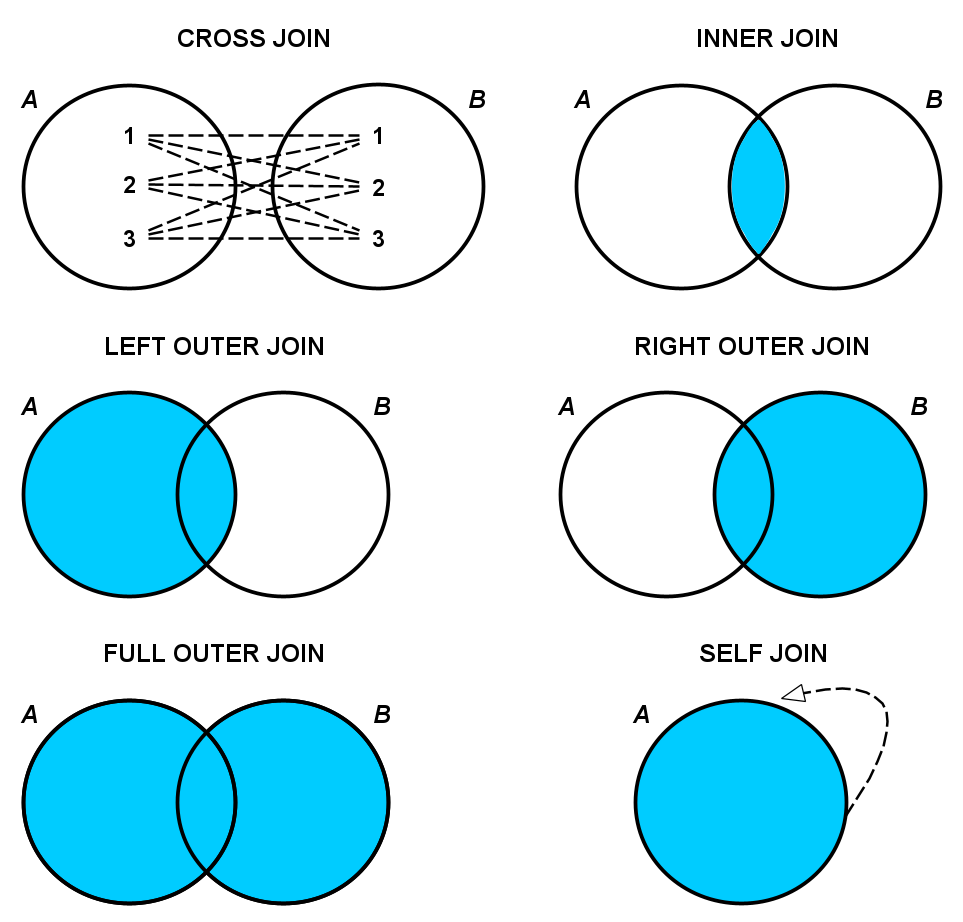 CROSS JOIN
A
B
1
1
2
2
3
3
INNER JOIN
A
B
LEFT OUTER JOIN
A
B
RIGHT OUTER JOIN
A
B
FULL OUTER JOIN
A
B
SELF JOIN
A